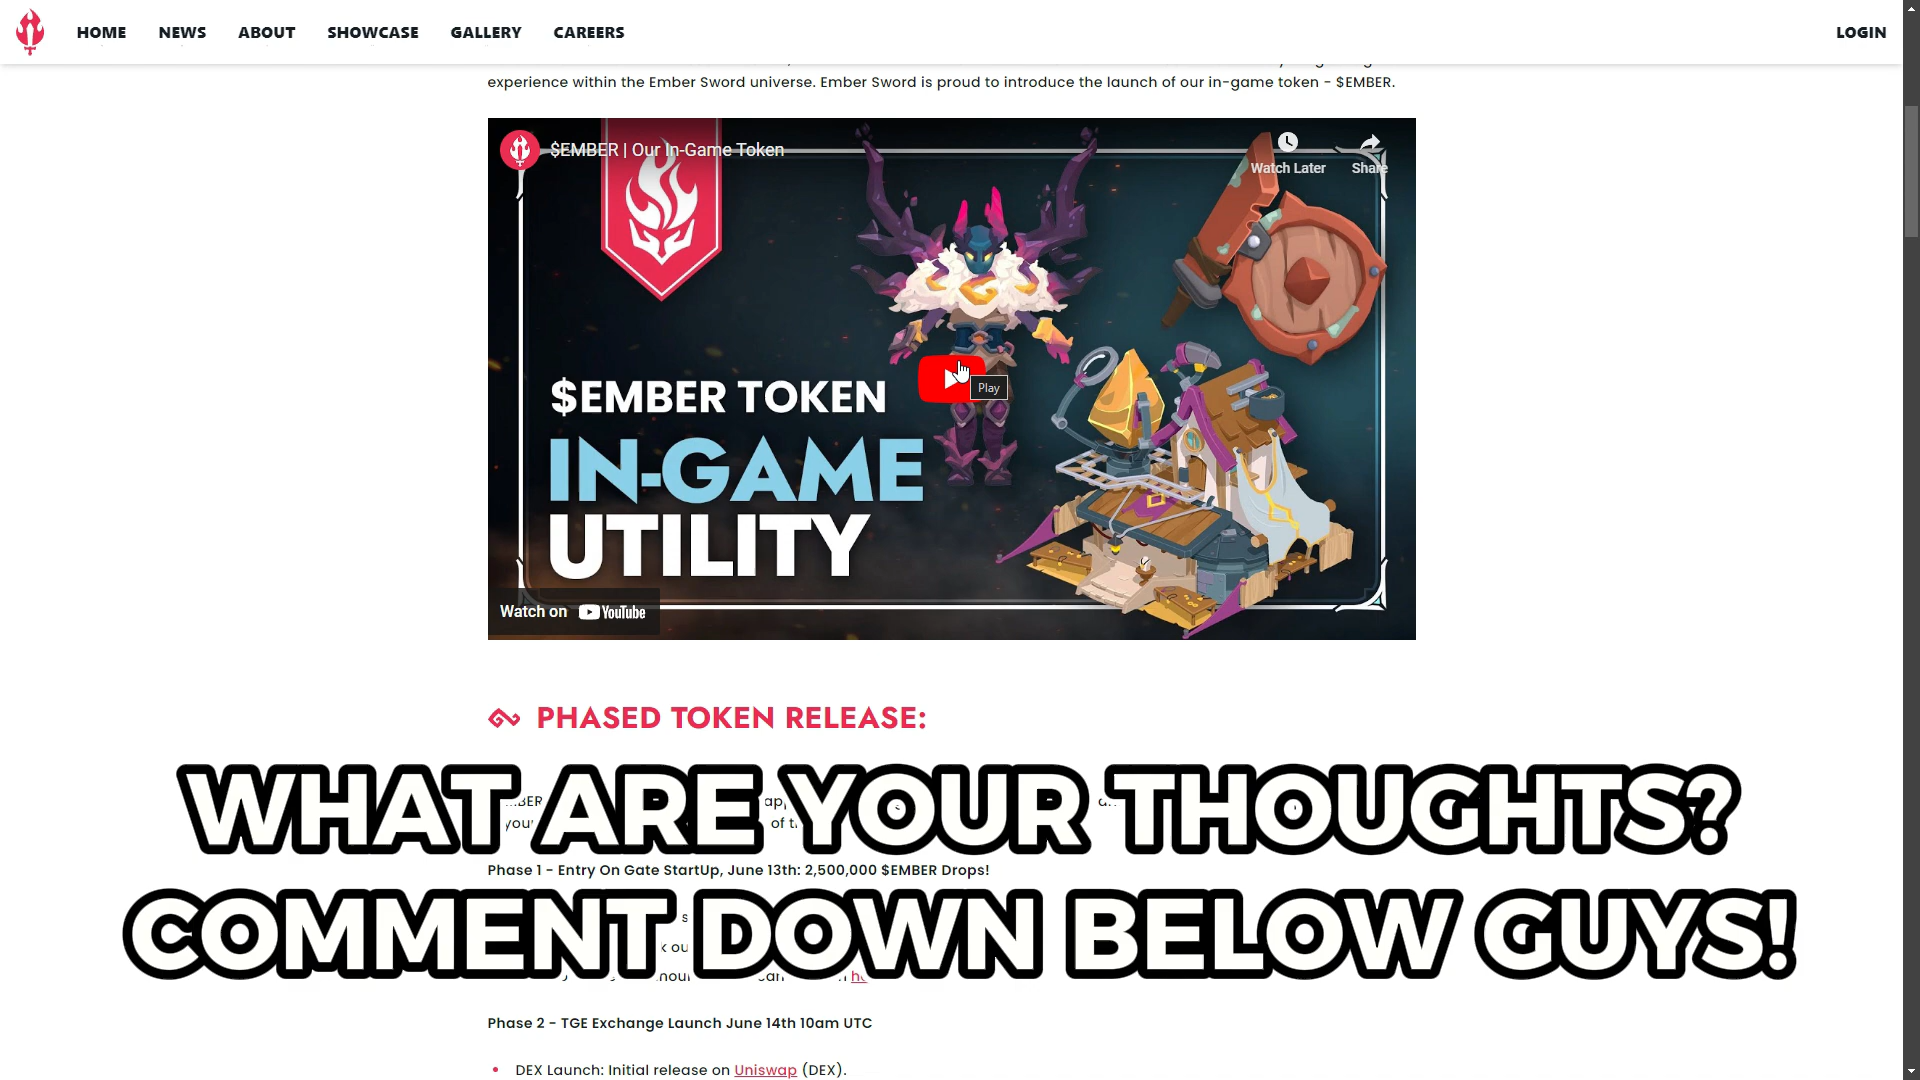 HOME NEWS ABOUT SHOWCASE GALLERY CAREERS LOGIN
experience within the Ember Sword universe. Ember Sword is proud to introduce the launch of our in-game token - $EMBER.
$EMBER | Our In-Game Token
Watch Later Share
Play
$EMBER TOKEN
IN-GAME
UTILITY
Watch on YouTube
PHASED TOKEN RELEASE:
WHAT ARE YOUR THOUGHTS?
Phase 1 - Entry On Gate StartUp, June 13th: 2,500,000 $EMBER Drops!
COMMENT DOWN BELOW GUYS!
Phase 2 - TGE Exchange Launch June 14th 10am UTC
• DEX Launch: Initial release on Uniswap (DEX).